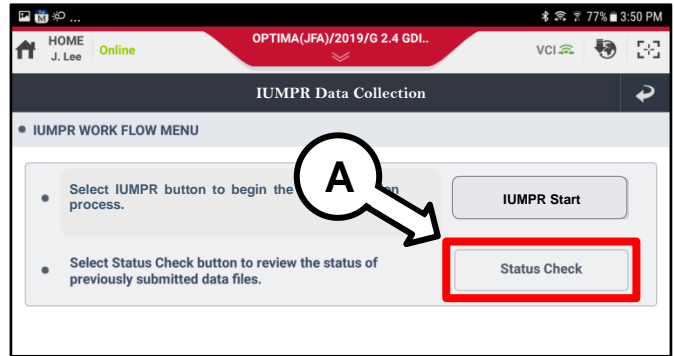 77% 3:50 PM
HOME
J. Lee
Online
OPTIMA(JFA)/2019/G 2.4 GDI..
VCI
IUMPR Data Collection
IUMPR WORK FLOW MENU
Select IUMPR button to begin the
process.
IUMPR Start
A
Select Status Check button to review the status of
previously submitted data files.
Status Check